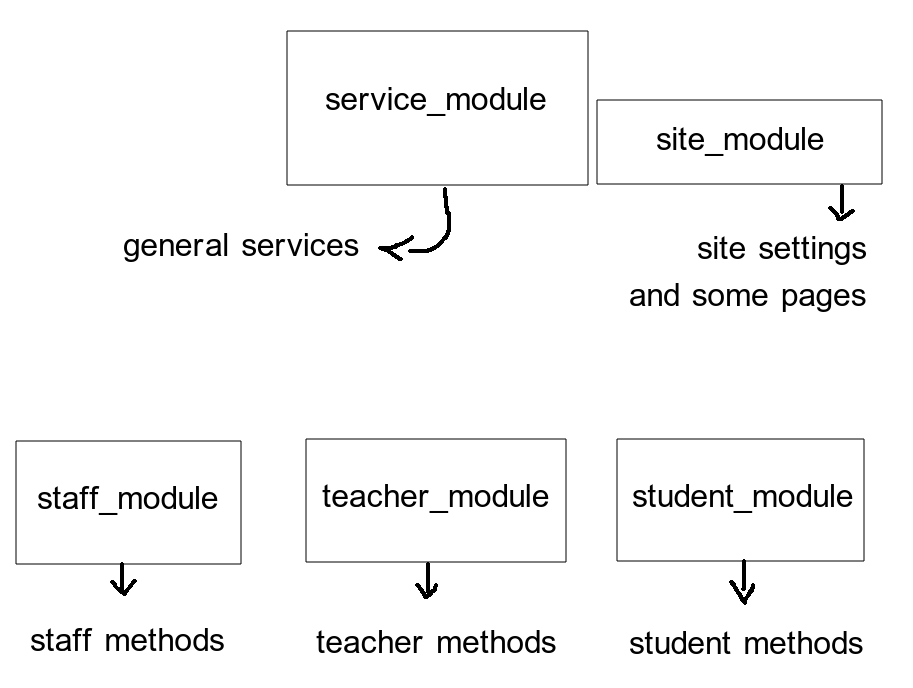 service_module
site_module
general services
site settings
and some pages
staff_module
teacher_module
student_module
staff methods
teacher methods
student methods